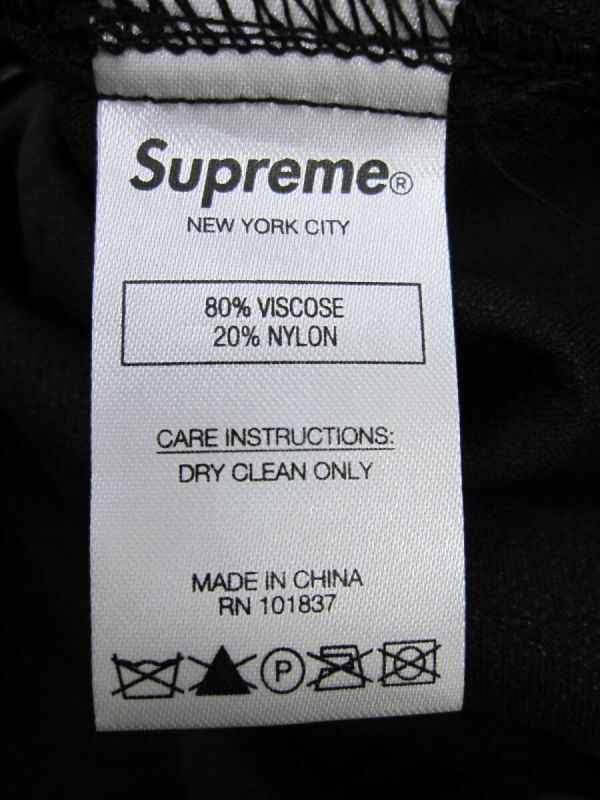 Supreme®
NEW YORK CITY
80% VISCOSE
20% NYLON
CARE INSTRUCTIONS:
DRY CLEAN ONLY
MADE IN CHINA
RN 101837
P